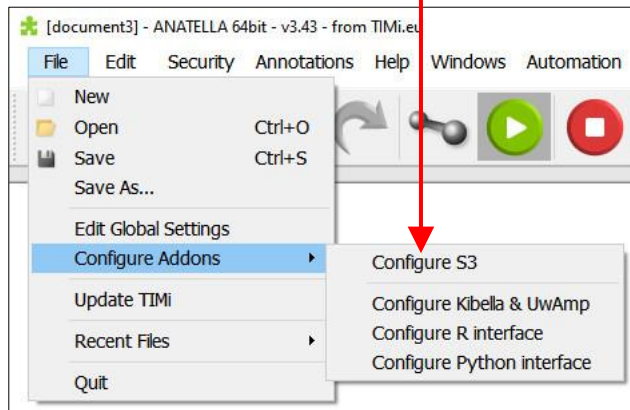 [document3] - ANATELLA 64bit - v3.43 - from TIMi.eu
File Edit Security Annotations Help Windows Automation
New
Open Ctrl+O
Save Ctrl+S
Save As...
Edit Global Settings
Configure Addons
Configure S3
Update TIMi
Configure Kibella & UwAmp
Recent Files
Configure R interface
Configure Python interface
Quit